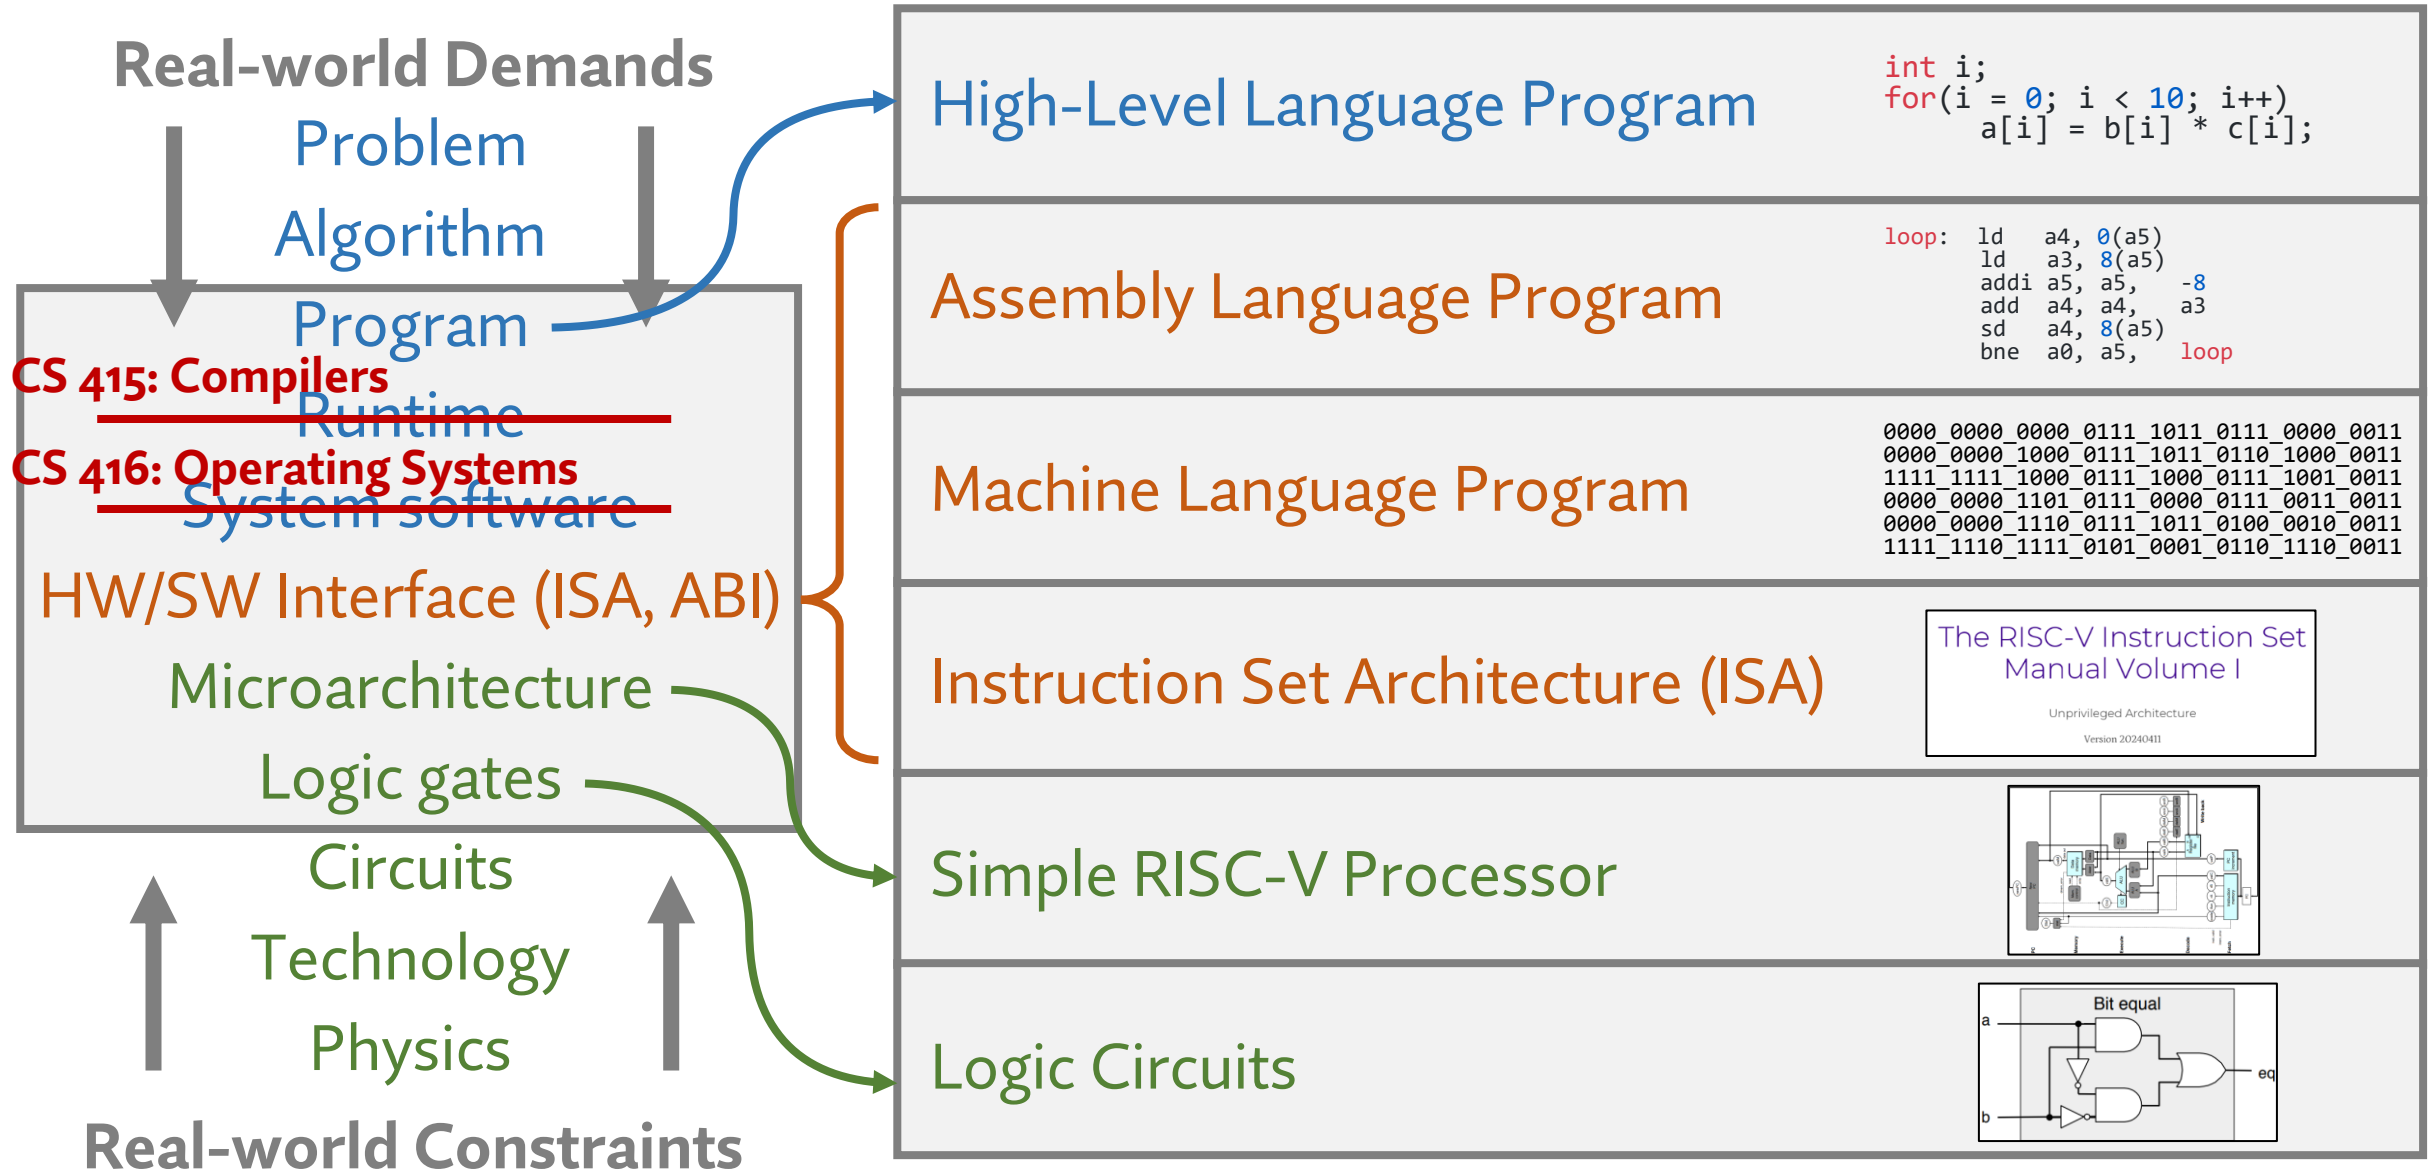 Real-world Demands
Problem
Algorithm
Program
CS 415: Compilers
Runtime
CS 416: Operating Systems
System software
HW/SW Interface (ISA, ABI)
Microarchitecture
Logic gates
Circuits
Technology
Physics
Real-world Constraints
High-Level Language Program
int i;
for(i = 0; i < 10; i++)
a[i] = b[i] * c[i];
Assembly Language Program
loop: ld a4, 0(a5)
ld a3, 8(a5)
addi a5, a5, -8
add a4, a4, a3
sd a4, 8(a5)
bne a0, a5, loop
Machine Language Program
0000_0000_0000_0111_1011_0111_0000_0011
0000_0000_1000_0111_1011_0110_1000_0011
1111_1111_1000_0111_1000_0111_1001_0011
0000_0000_1101_0111_0000_0111_0011_0011
0000_0000_1110_0111_1011_0100_0010_0011
1111_1110_1111_0101_0001_0110_1110_0011
Instruction Set Architecture (ISA)
The RISC-V Instruction Set
Manual Volume I
Unprivileged Architecture
Version 20240411
Simple RISC-V Processor
Logic Circuits
Bit equal
a
b
eq